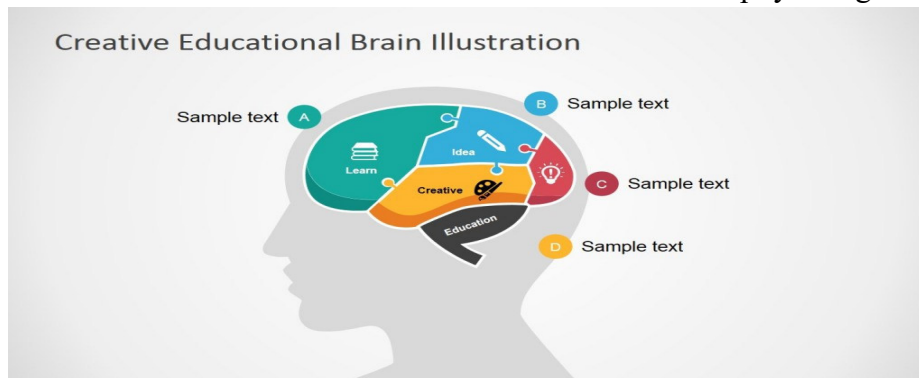 Creative Educational Brain Illustration
Sample text A
B Sample text
Idea
Learn
C Sample text
Creative
Education
D Sample text